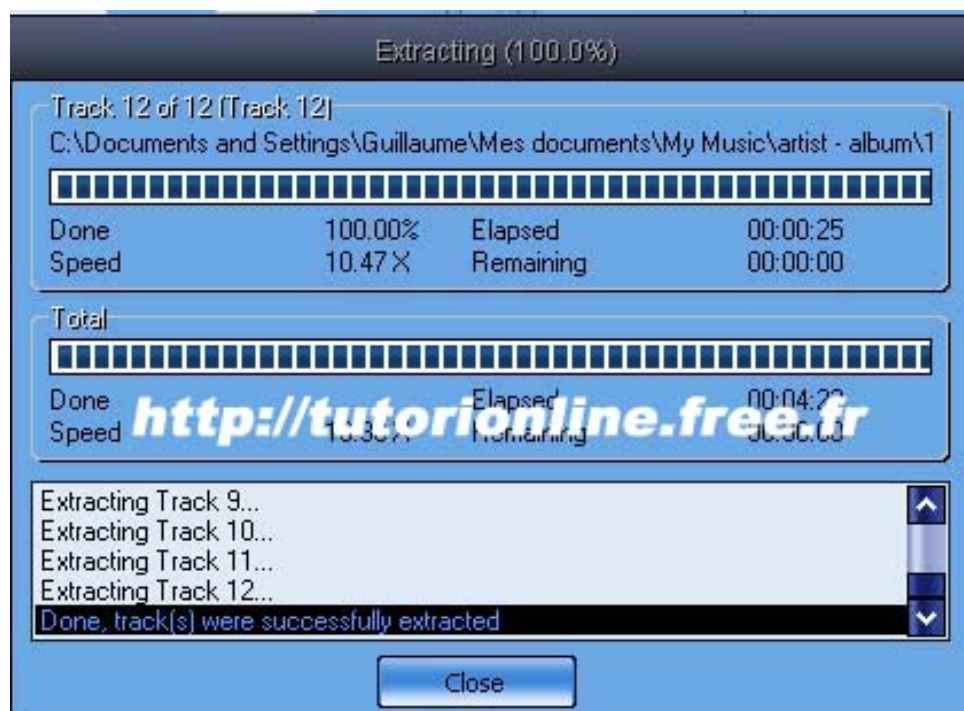 Extracting (100.0%)
Track 12 of 12 (Track 12)
C:\Documents and Settings\Guillaume\Mes documents\My Music\artist - album\1
Done 100.00% Elapsed 00:00:25
Speed 10.47 X Remaining 00:00:00
Total
Done Elapsed
http://tutorionline.free.fr
Speed Remaining
Extracting Track 9...
Extracting Track 10...
Extracting Track 11...
Extracting Track 12...
Done, track(s) were successfully extracted
Close